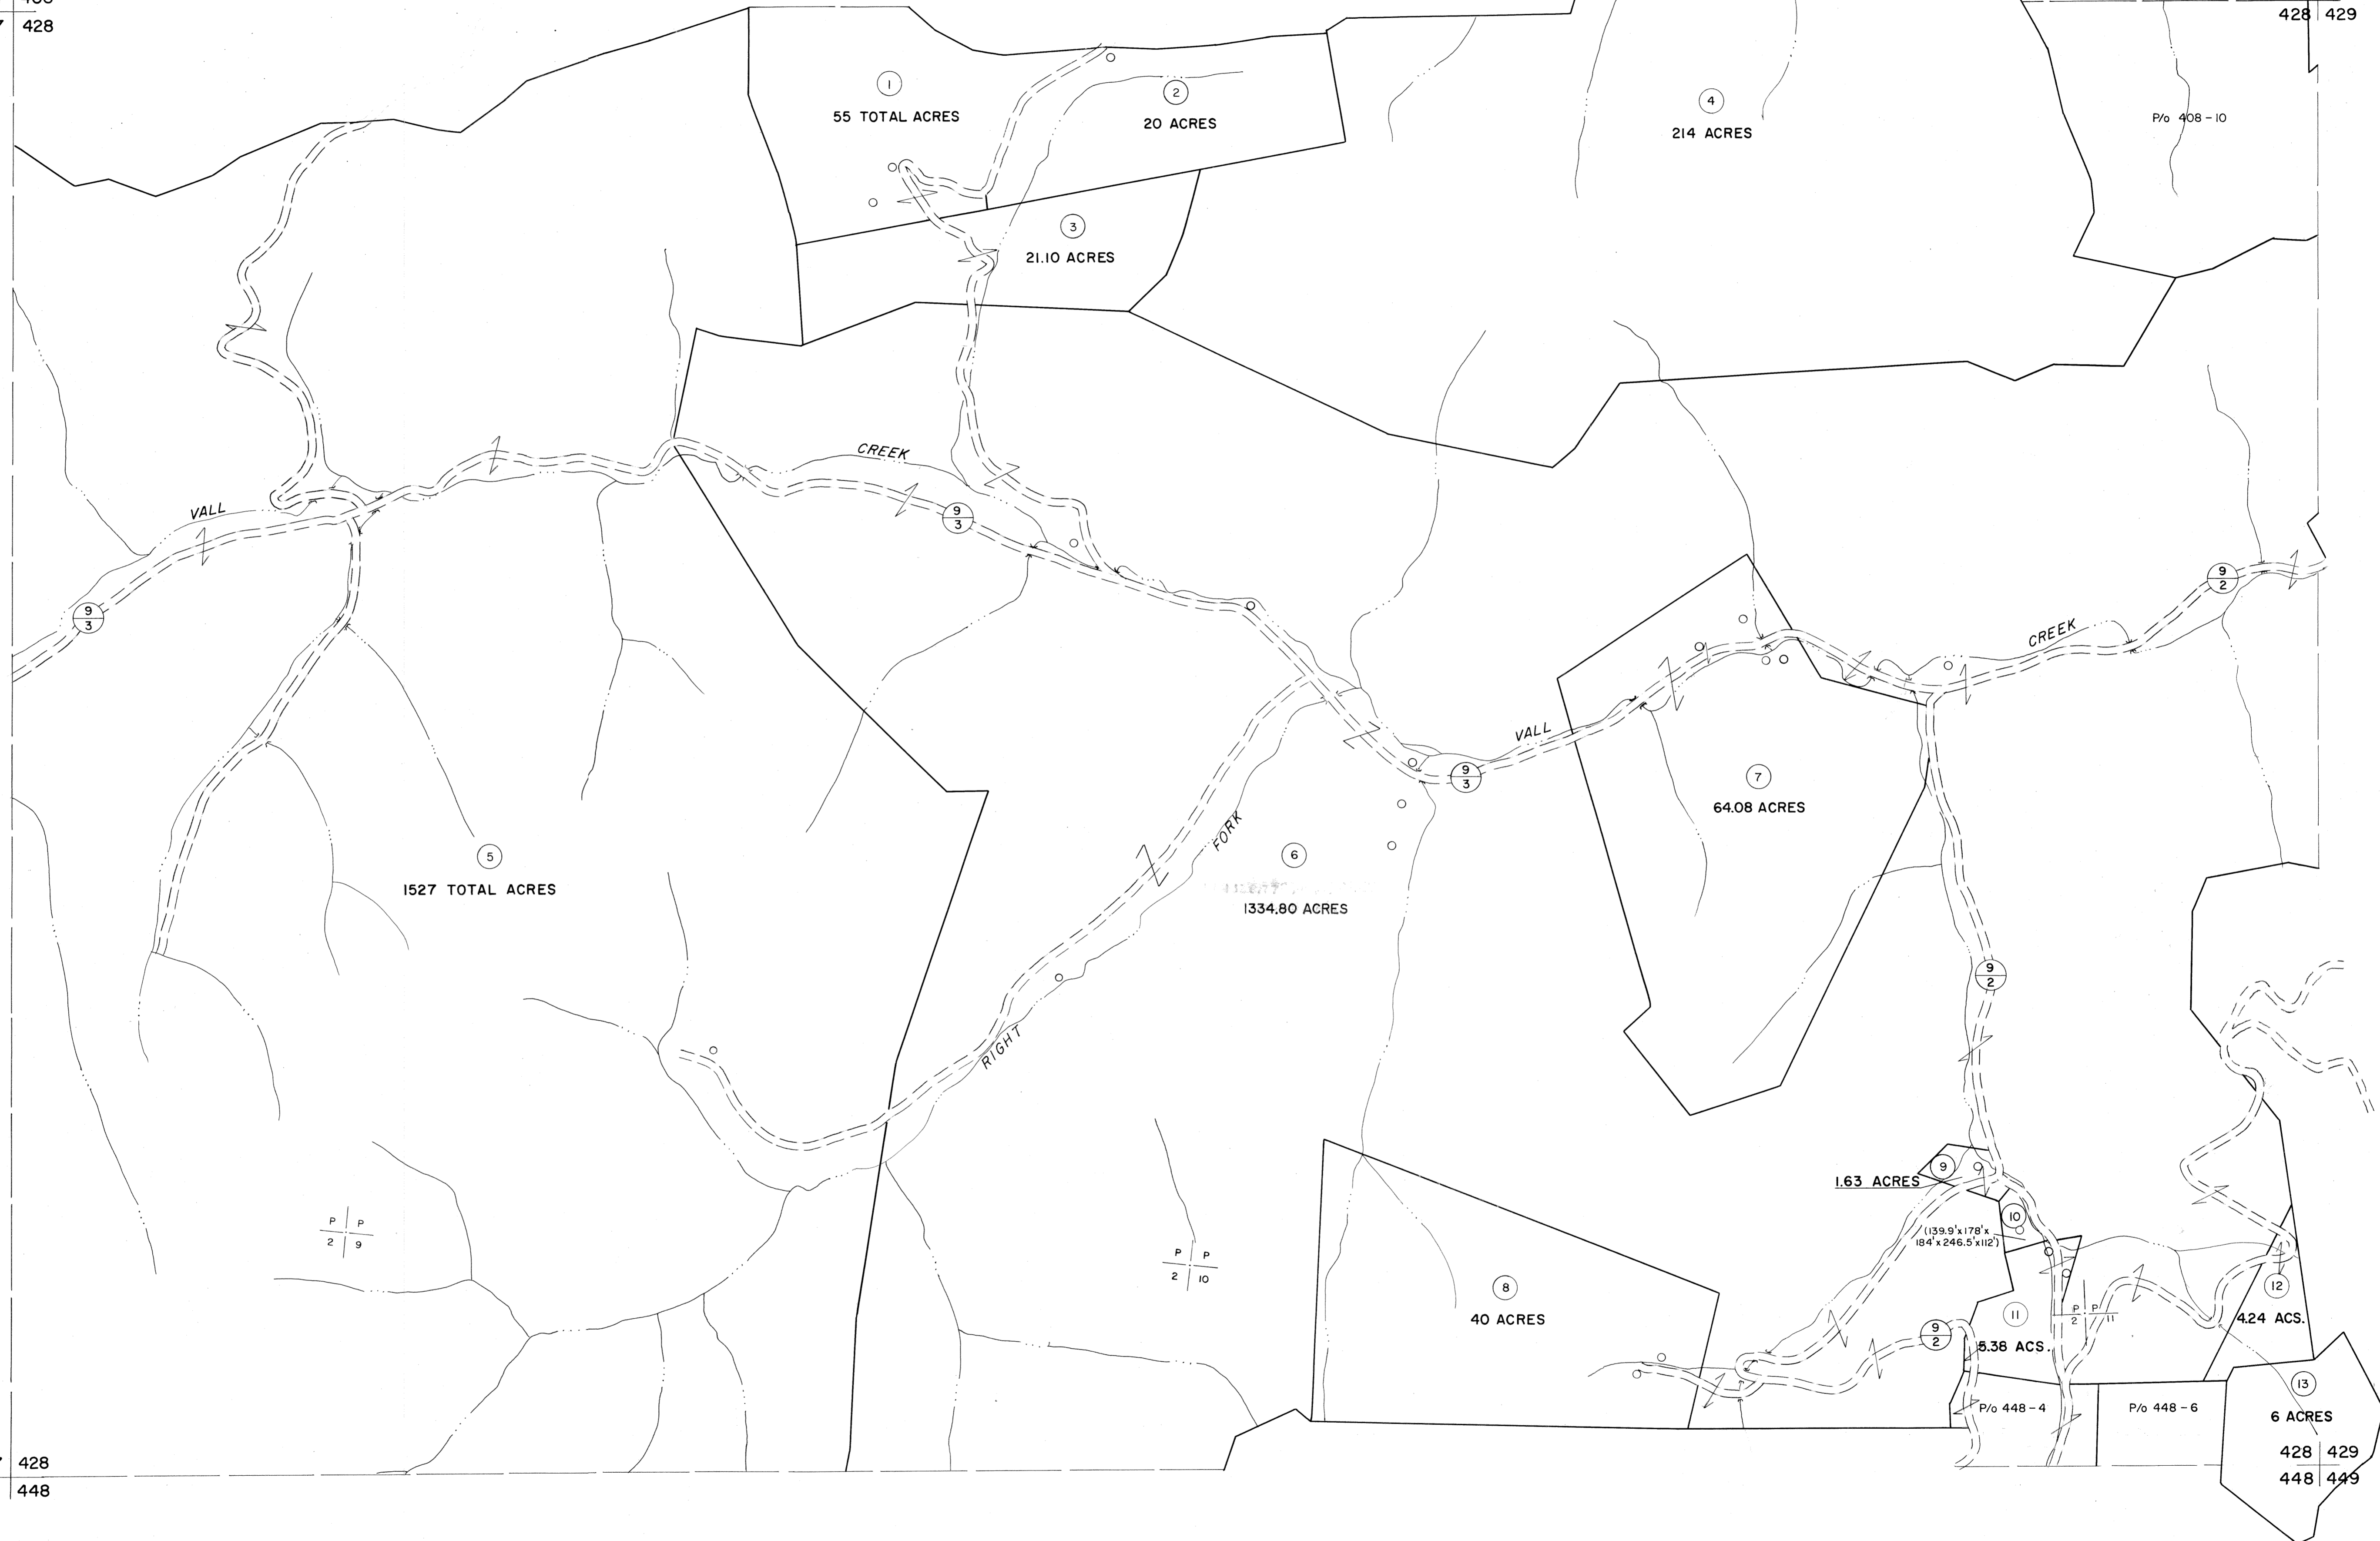 428
428 429
1
55 TOTAL ACRES
2
20 ACRES
4
214 ACRES
P/o 408-10
3
21.10 ACRES
CREEK
VALL
9
3
9
3
9
2
CREEK
VALL
9
3
7
64.08 ACRES
FORK
5
1527 TOTAL ACRES
6
1334.80 ACRES
9
2
RIGHT
9
1.63 ACRES
10
(139.9'x178'x
184'x246.5'x112')
P P
2 9
P P
2 10
8
40 ACRES
12
4.24 ACS.
P P
2 11
11
5.38 ACS.
9
2
P/o 448-4
P/o 448-6
13
6 ACRES
428
448
428 429
448 449